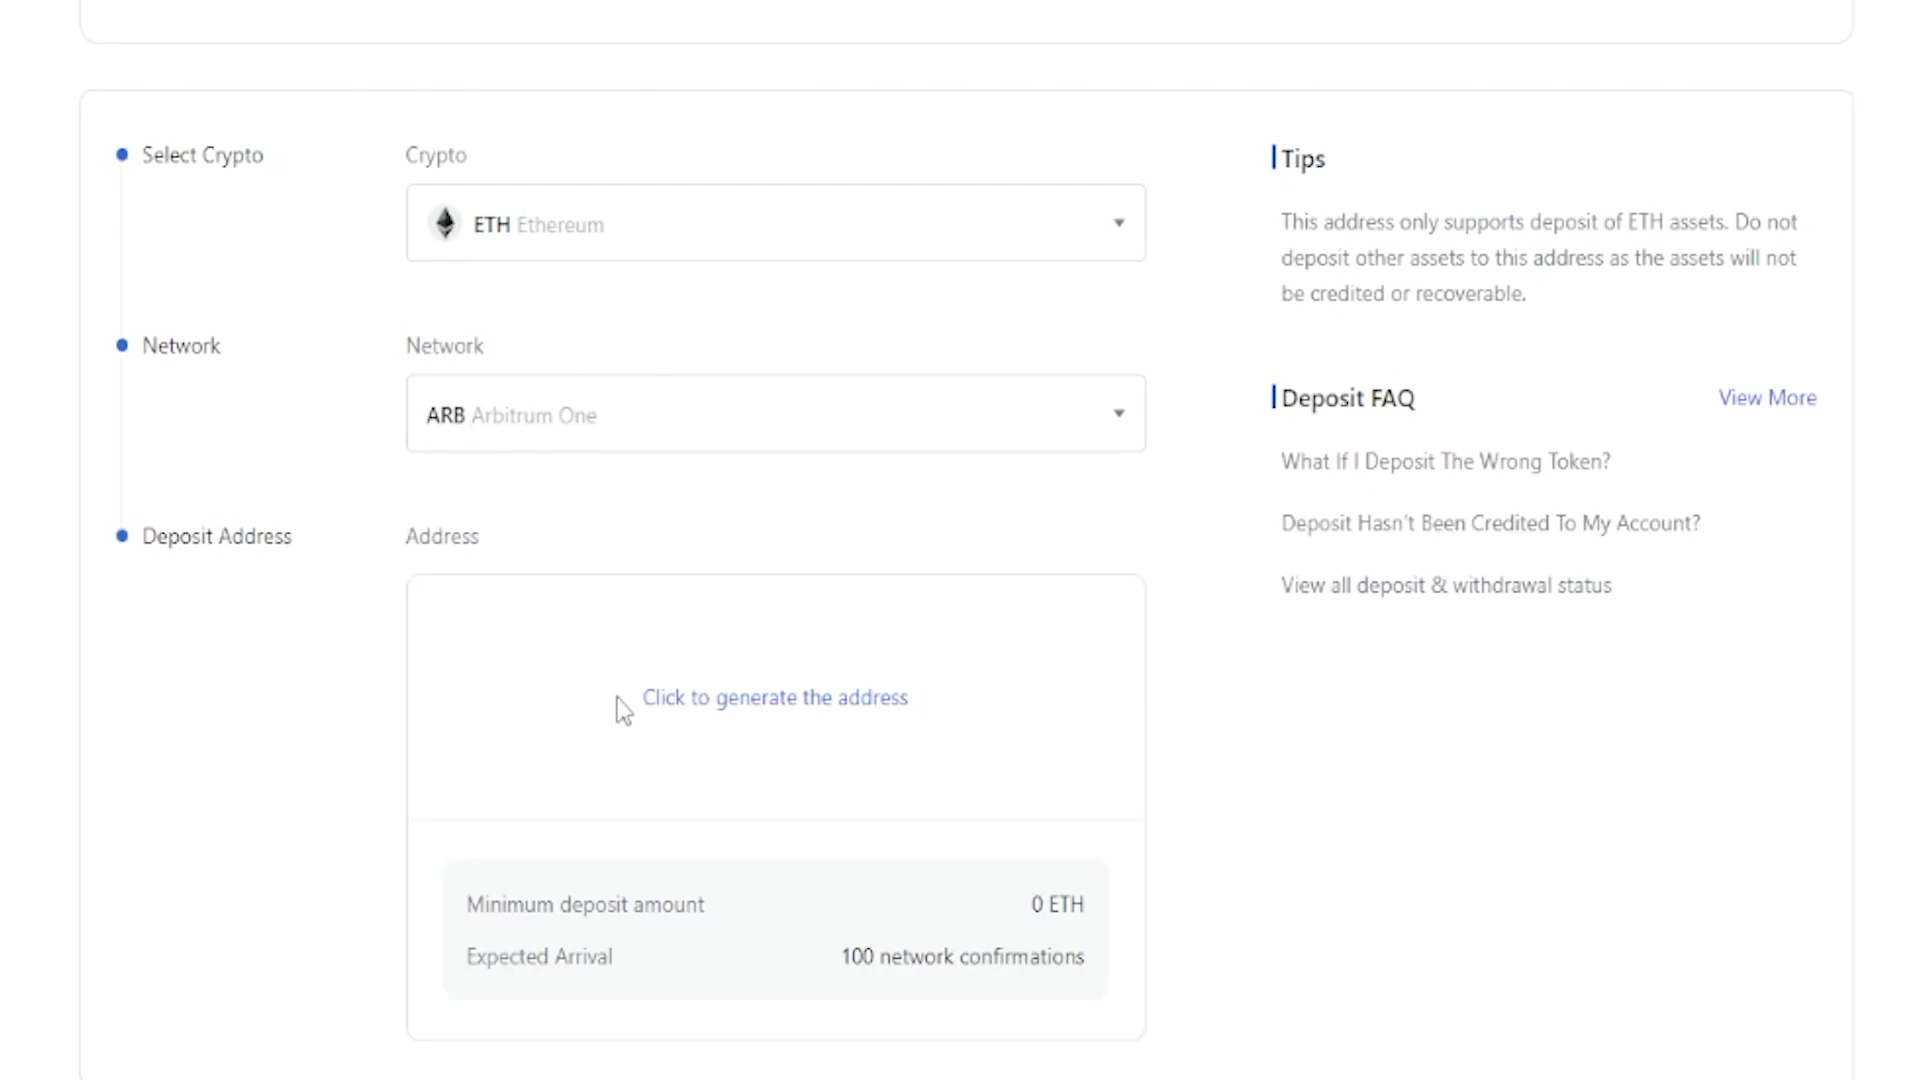 Select Crypto
Crypto
ETH Ethereum
Network
Network
ARB Arbitrum One
Deposit Address
Address
Click to generate the address
Minimum deposit amount 0 ETH
Expected Arrival 100 network confirmations
Tips
This address only supports deposit of ETH assets. Do not
deposit other assets to this address as the assets will not
be credited or recoverable.
Deposit FAQ View More
What If I Deposit The Wrong Token?
Deposit Hasn't Been Credited To My Account?
View all deposit & withdrawal status